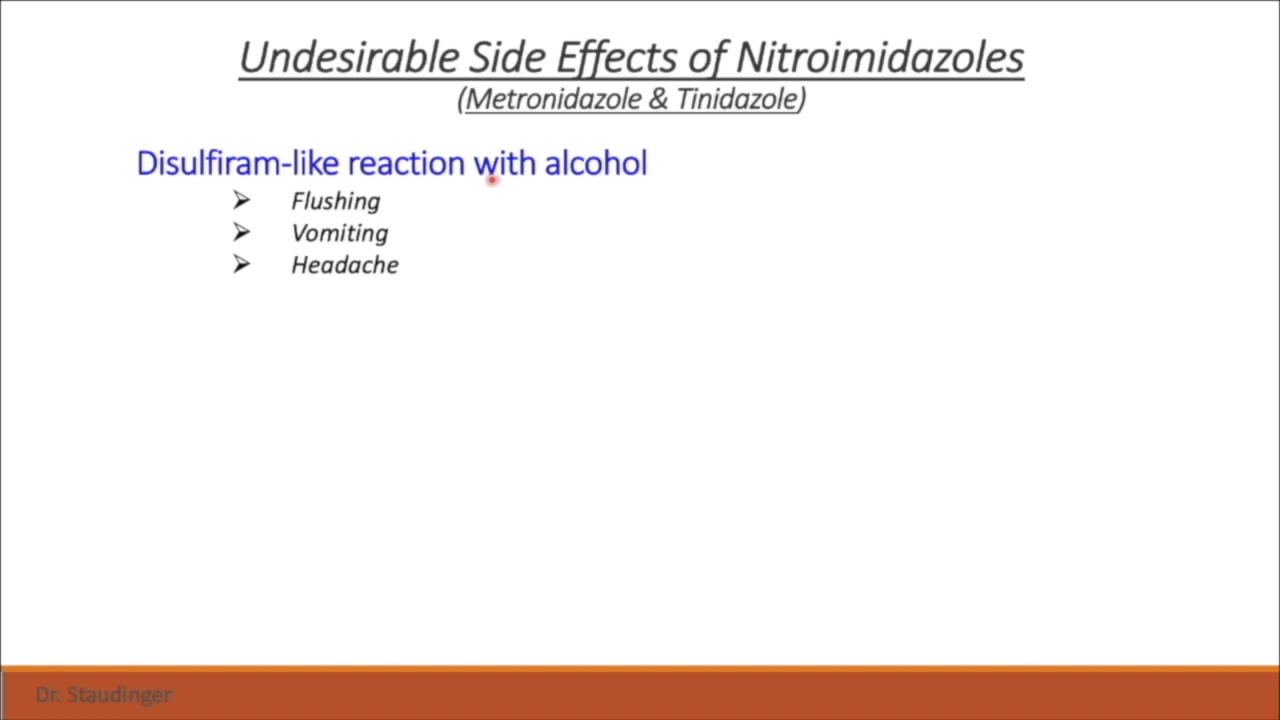 Undesirable Side Effects of Nitroimidazoles
(Metronidazole & Tinidazole)
Disulfiram-like reaction with alcohol
➢ Flushing
➢ Vomiting
➢ Headache
Dr. Staudinger